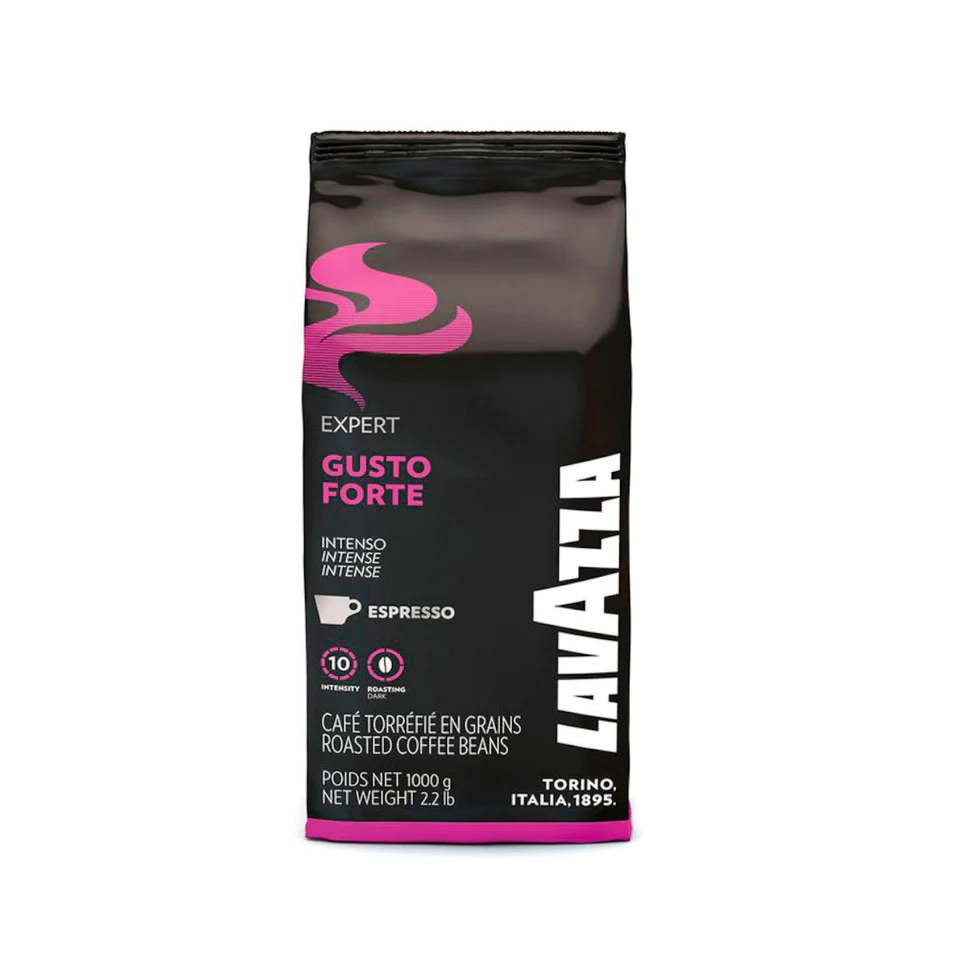 EXPERT
GUSTO
FORTE
INTENSO
INTENSE
INTENSE
ESPRESSO
10
INTENSITY
ROASTING
DARK
CAFÉ TORRÉFIÉ EN GRAINS
ROASTED COFFEE BEANS
POIDS NET 1000 g
NET WEIGHT 2.2 lb
LAVAZZA
TORINO,
ITALIA, 1895.